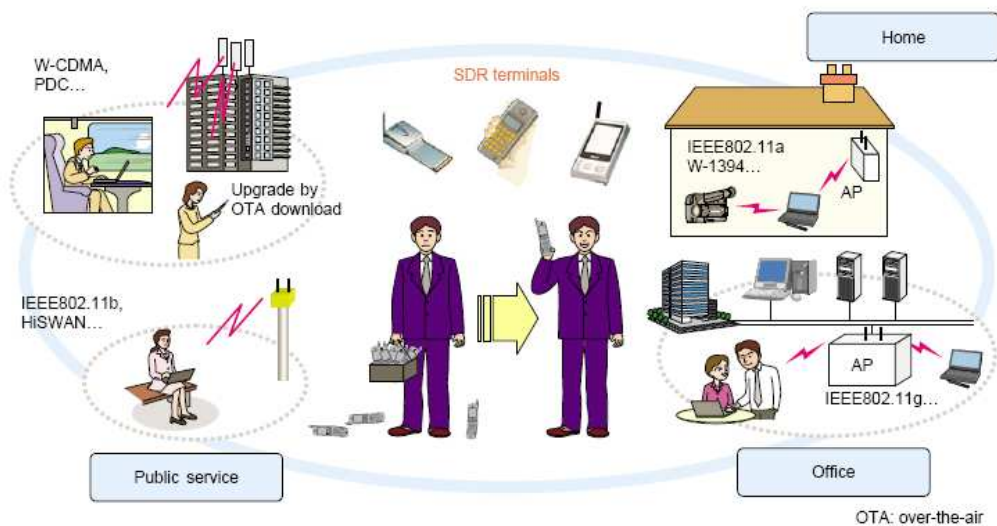 Home
W-CDMA,
PDC...
SDR terminals
Upgrade by
OTA download
IEEE802.11a
W-1394...
AP
IEEE802.11b,
HiSWAN...
AP
IEEE802.11g...
Public service
Office
OTA: over-the-air